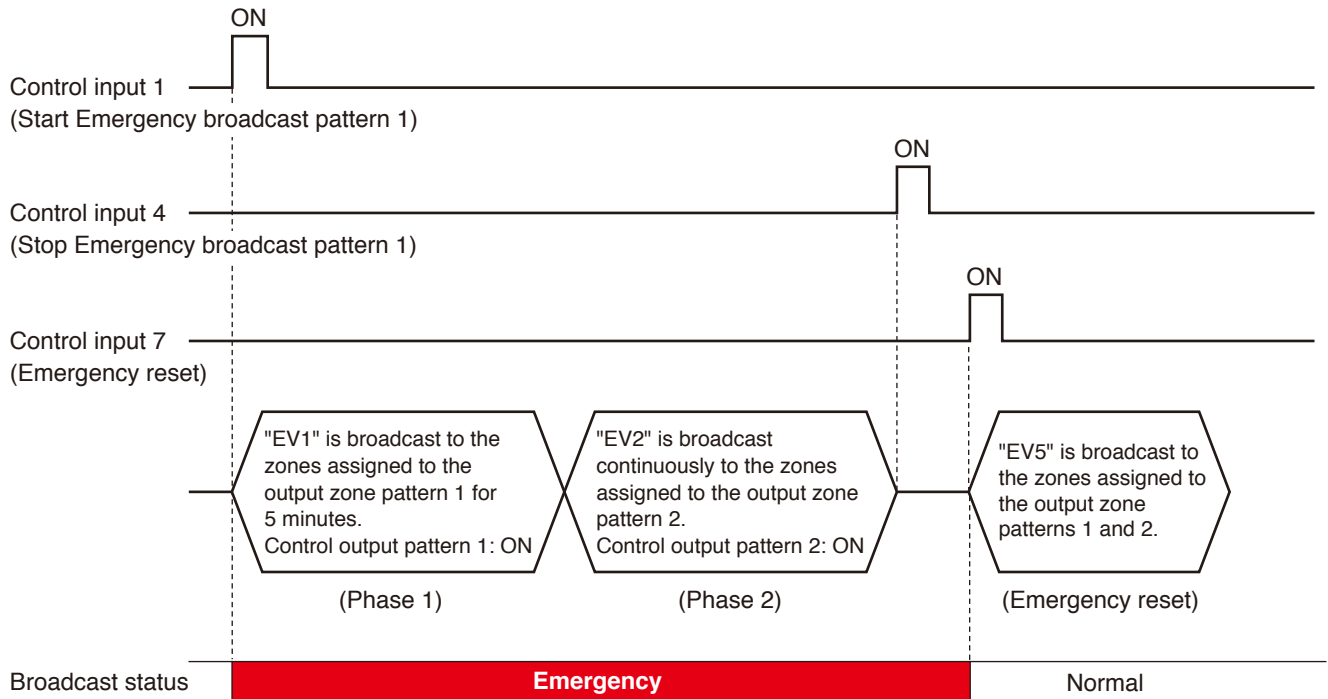 ON
Control input 1
(Start Emergency broadcast pattern 1)
ON
Control input 4
(Stop Emergency broadcast pattern 1)
ON
Control input 7
(Emergency reset)
"EV1" is broadcast to the
zones assigned to the
output zone pattern 1 for
5 minutes.
Control output pattern 1: ON
"EV2" is broadcast
continuously to the zones
assigned to the output zone
pattern 2.
Control output pattern 2: ON
"EV5" is broadcast to
the zones assigned to
the output zone
patterns 1 and 2.
(Phase 1)
(Phase 2)
(Emergency reset)
Broadcast status
Emergency
Normal